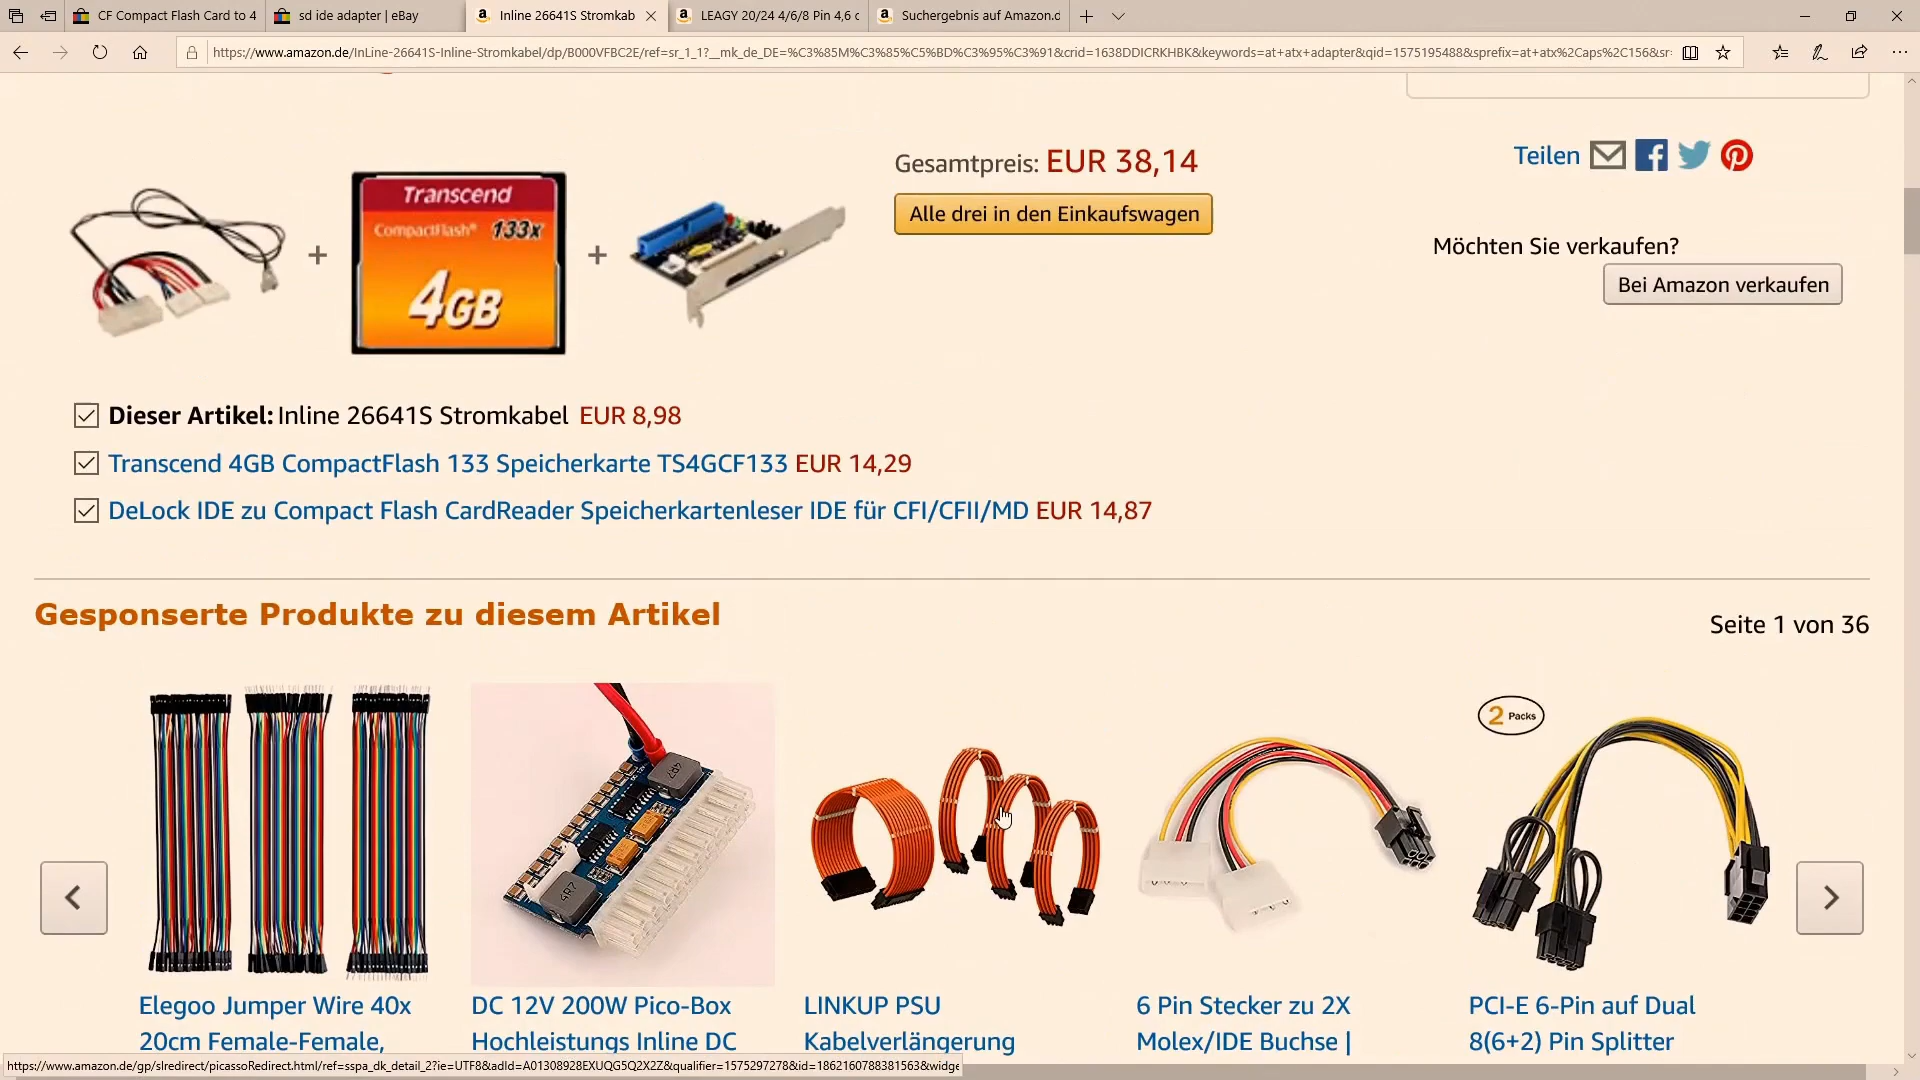 CF Compact Flash Card to 4
sd ide adapter | eBay
Inline 26641S Stromkab
LEAGY 20/24 4/6/8 Pin 4,6 c
Suchergebnis auf Amazon.d
https://www.amazon.de/InLine-26641S-Inline-Stromkabel/dp/B000VFBC2E/ref=sr_1_1?__mk_de_DE=%C3%85M%C3%85%C5%BD%C3%95%C3%91&crid=1638DDICRKHBK&keywords=at+atx+adapter&qid=1575195488&sprefix=at+atx%2Caps%2C156&sr:
Gesamtpreis: EUR 38,14
Alle drei in den Einkaufswagen
Teilen
Möchten Sie verkaufen?
Bei Amazon verkaufen
Transcend
CompactFlash® 133x
4GB
Dieser Artikel: Inline 26641S Stromkabel EUR 8,98
Transcend 4GB CompactFlash 133 Speicherkarte TS4GCF133 EUR 14,29
DeLock IDE zu Compact Flash CardReader Speicherkartenleser IDE für CFI/CFII/MD EUR 14,87
Gesponserte Produkte zu diesem Artikel
Seite 1 von 36
4R7
4R7
2 Packs
Elegoo Jumper Wire 40x
20cm Female-Female,
DC 12V 200W Pico-Box
Hochleistungs Inline DC
LINKUP PSU
Kabelverlängerung
6 Pin Stecker zu 2X
Molex/IDE Buchse |
PCI-E 6-Pin auf Dual
8(6+2) Pin Splitter
https://www.amazon.de/gp/slredirect/picassoRedirect.html/ref=sspa_dk_detail_2?ie=UTF8&adId=A01308928EXUQG5Q2X2Z&qualifier=1575297278&id=1862160788381563&widge